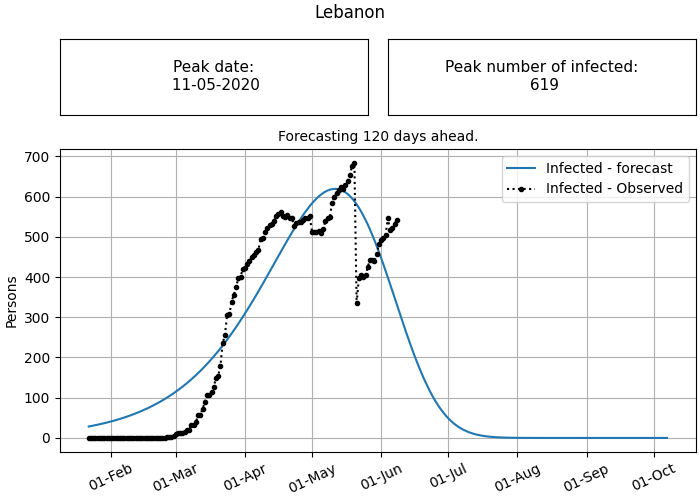 Lebanon
Peak date:
11-05-2020
Peak number of infected:
619
Forecasting 120 days ahead.
Infected - forecast
Infected - Observed
Persons
700
600
500
400
300
200
100
0
01-Feb
01-Mar
01-Apr
01-May
01-Jun
01-Jul
01-Aug
01-Sep
01-Oct